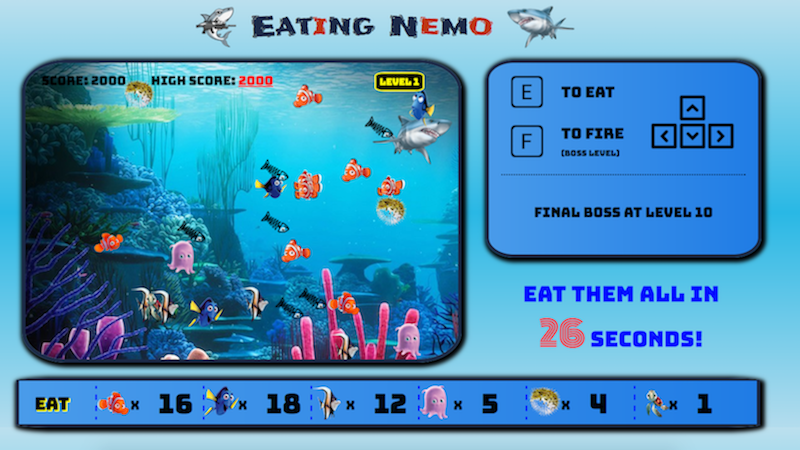 EATING NEMO
SCORE: 2000 HIGH SCORE: 2000 LEVEL 1
E TO EAT
F TO FIRE
(BOSS LEVEL)
FINAL BOSS AT LEVEL 10
EAT THEM ALL IN
26 SECONDS!
EAT x 16 x 18 x 12 x 5 x 4 x 1